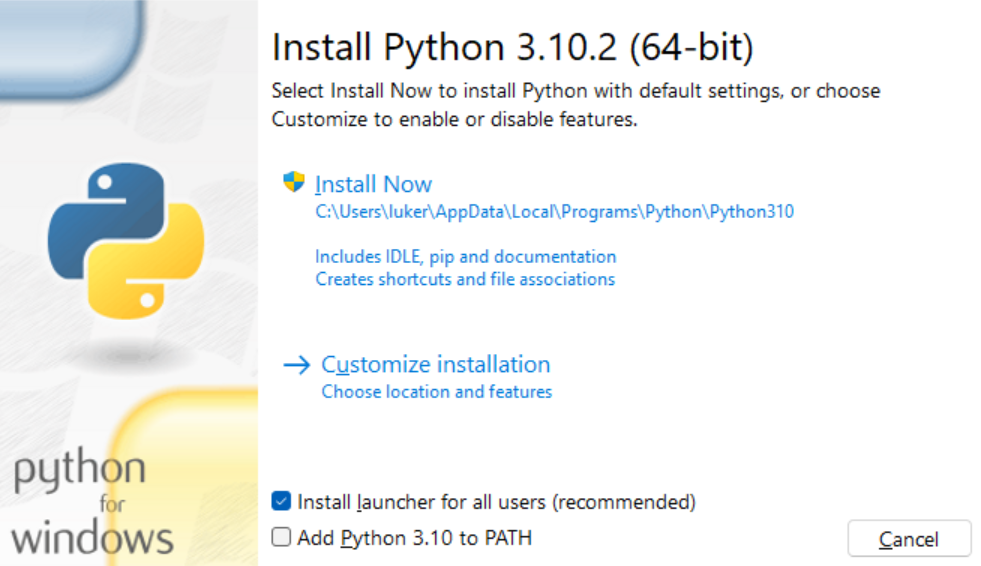 Install Python 3.10.2 (64-bit)
Select Install Now to install Python with default settings, or choose
Customize to enable or disable features.
Install Now
C:\Users\luker\AppData\Local\Programs\Python\Python310
Includes IDLE, pip and documentation
Creates shortcuts and file associations
Customize installation
Choose location and features
python
for
windows
Install launcher for all users (recommended)
Add Python 3.10 to PATH
Cancel